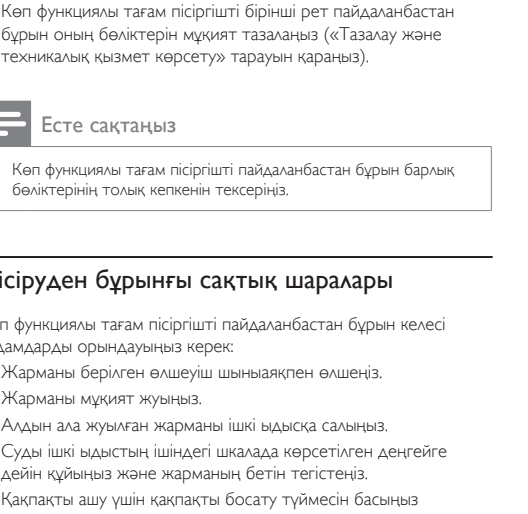 Көп функциялы тағам пісіргішті бірінші рет пайдаланбастан
бұрын оның бөліктерін мұқият тазалаңыз («Тазалау және
техникалық қызмет көрсету» тарауын қараңыз).
Есте сақтаңыз
Көп функциялы тағам пісіргішті пайдаланбастан бұрын барлық
бөліктерінің толық кепкенін тексеріңіз.
ісіруден бұрынғы сақтық шаралары
п функциялы тағам пісіргішті пайдаланбастан бұрын келесі
дамдарды орындауыңыз керек:
Жарманы берілген өлшеуіш шыныаяқпен өлшеңіз.
Жарманы мұқият жуыңыз.
Алдын ала жуылған жарманы ішкі ыдысқа салыңыз.
Суды ішкі ыдыстың ішіндегі шкалада көрсетілген деңгейге
дейін құйыңыз және жарманың бетін тегістеңіз.
Қақпақты ашу үшін қақпақты босату түймесін басыңыз